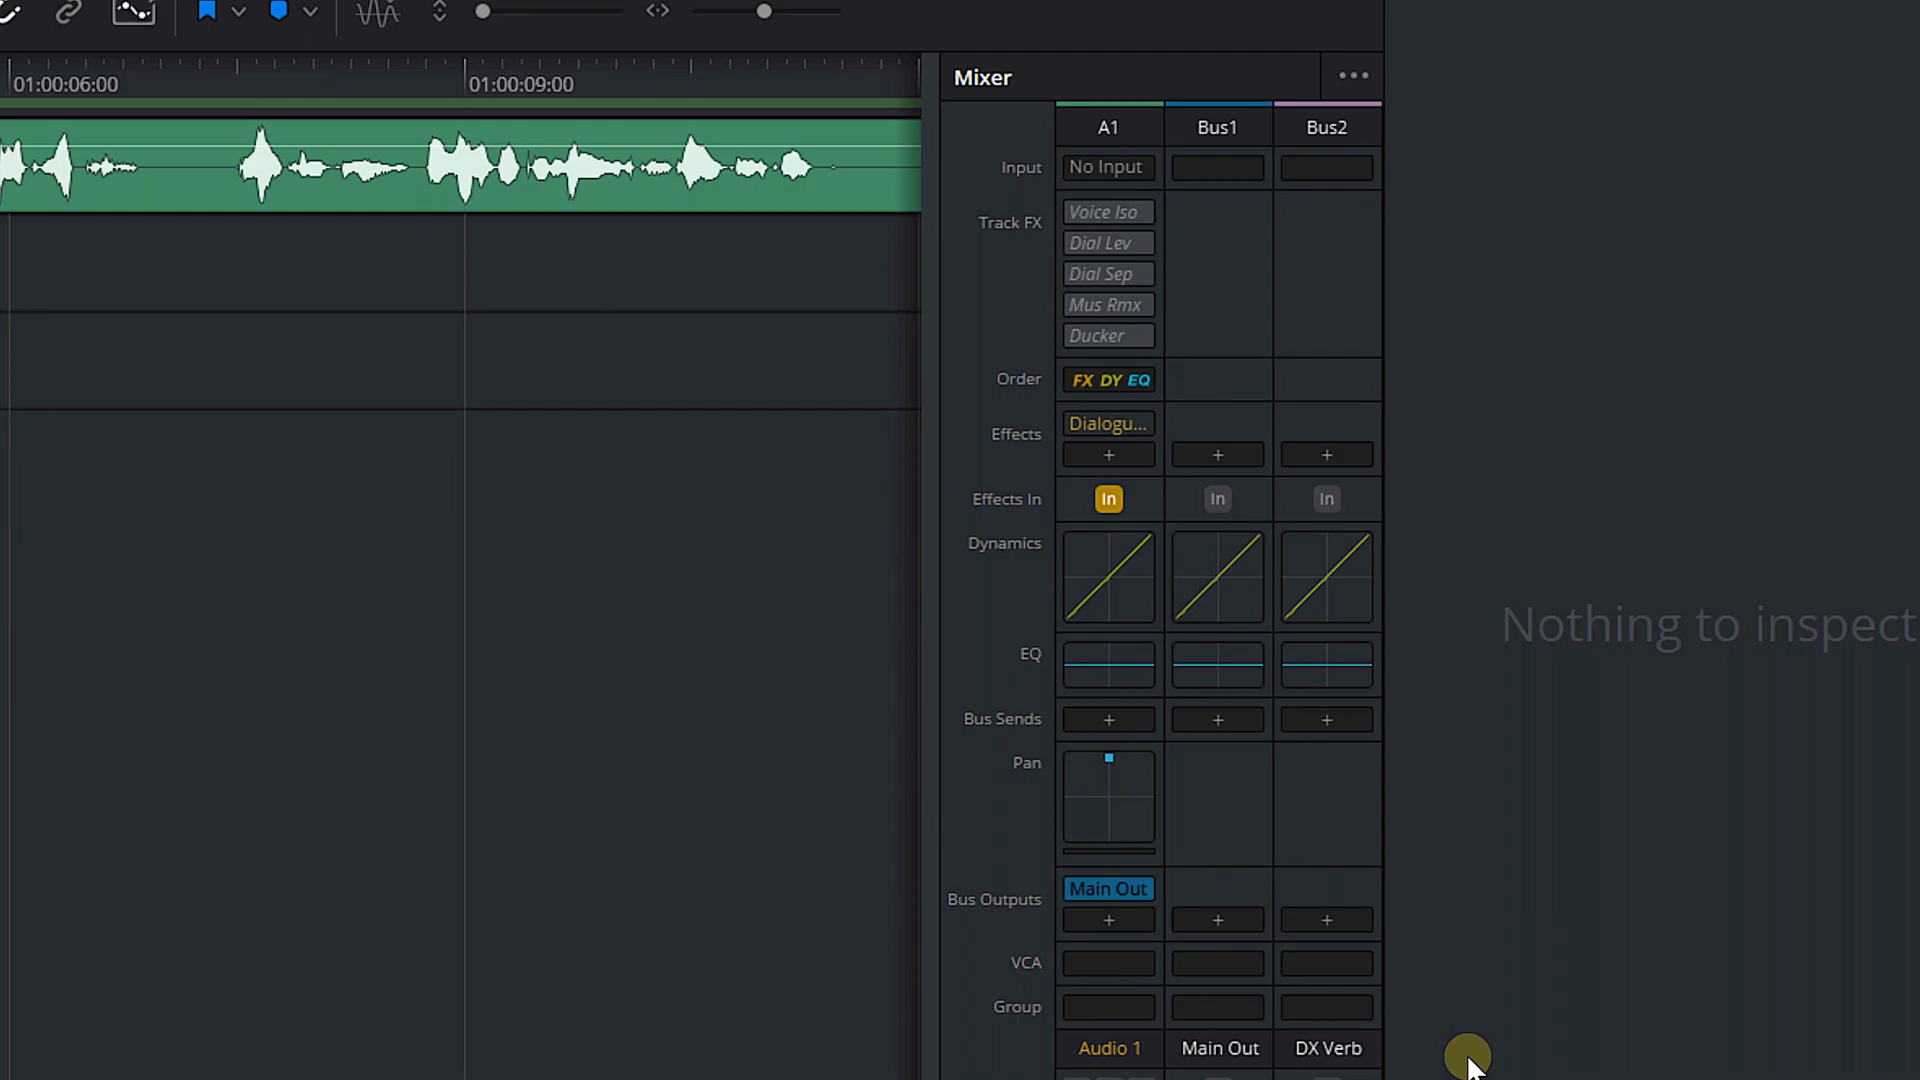 01:00:06:00
01:00:09:00
Mixer
A1
Bus1
Bus2
Input
No Input
Track FX
Voice Iso
Dial Lev
Dial Sep
Mus Rmx
Ducker
Order
FX DY EQ
Effects
Dialogu...
+
+
+
Effects In
In
In
In
Dynamics
EQ
Bus Sends
+
+
+
Pan
Bus Outputs
Main Out
+
+
+
VCA
Group
Audio 1
Main Out
DX Verb
Nothing to inspect